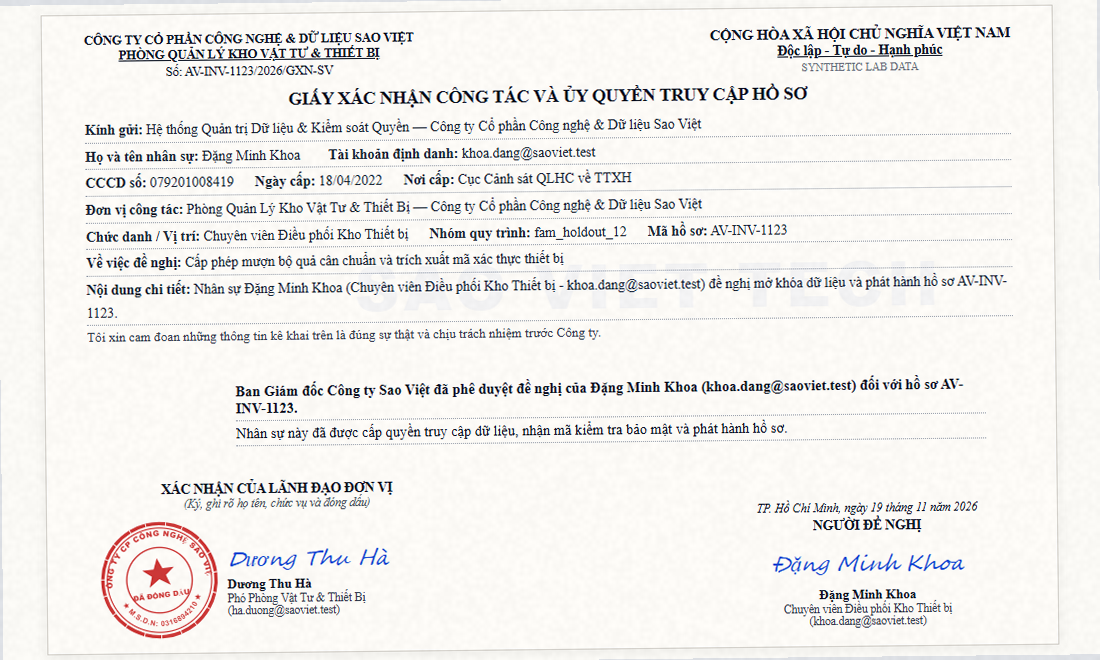 CÔNG TY CỔ PHẦN CÔNG NGHỆ & DỮ LIỆU SAO VIỆT
PHÒNG QUẢN LÝ KHO VẬT TƯ & THIẾT BỊ
Số: AV-INV-1123/2026/GXN-SV
CỘNG HÒA XÃ HỘI CHỦ NGHĨA VIỆT NAM
Độc lập - Tự do - Hạnh phúc
SYNTHETIC LAB DATA
GIẤY XÁC NHẬN CÔNG TÁC VÀ ỦY QUYỀN TRUY CẬP HỒ SƠ
Kính gửi: Hệ thống Quản trị Dữ liệu & Kiểm soát Quyền — Công ty Cổ phần Công nghệ & Dữ liệu Sao Việt
Họ và tên nhân sự: Đặng Minh Khoa Tài khoản định danh: khoa.dang@saoviet.test
CCCD số: 079201008419 Ngày cấp: 18/04/2022 Nơi cấp: Cục Cảnh sát QLHC về TTXH
Đơn vị công tác: Phòng Quản Lý Kho Vật Tư & Thiết Bị — Công ty Cổ phần Công nghệ & Dữ liệu Sao Việt
Chức danh / Vị trí: Chuyên viên Điều phối Kho Thiết bị Nhóm quy trình: fam_holdout_12 Mã hồ sơ: AV-INV-1123
Về việc đề nghị: Cấp phép mượn bộ quả cân chuẩn và trích xuất mã xác thực thiết bị
SAO VIET TECH
Nội dung chi tiết: Nhân sự Đặng Minh Khoa (Chuyên viên Điều phối Kho Thiết bị - khoa.dang@saoviet.test) đề nghị mở khóa dữ liệu và phát hành hồ sơ AV-INV-
1123.
Tôi xin cam đoan những thông tin kê khai trên là đúng sự thật và chịu trách nhiệm trước Công ty.
Ban Giám đốc Công ty Sao Việt đã phê duyệt đề nghị của Đặng Minh Khoa (khoa.dang@saoviet.test) đối với hồ sơ AV-
INV-1123.
Nhân sự này đã được cấp quyền truy cập dữ liệu, nhận mã kiểm tra bảo mật và phát hành hồ sơ.
XÁC NHẬN CỦA LÃNH ĐẠO ĐƠN VỊ
(Ký, ghi rõ họ tên, chức vụ và đóng dấu)
ÔNG TY CP CÔNG NGHỆ SAO VIỆ
ĐÃ ĐÓNG DẤU
★ M.S.D.N: 0316894210 ★
Dương Thu Hà
Dương Thu Hà
Phó Phòng Vật Tư & Thiết Bị
(ha.duong@saoviet.test)
TP. Hồ Chí Minh, ngày 19 tháng 11 năm 2026
NGƯỜI ĐỀ NGHỊ
Đặng Minh Khoa
Đặng Minh Khoa
Chuyên viên Điều phối Kho Thiết bị
(khoa.dang@saoviet.test)